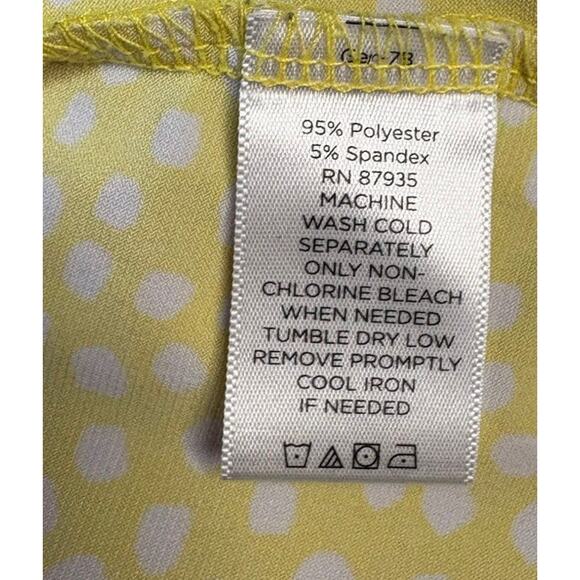 95% Polyester
5% Spandex
RN 87935
MACHINE
WASH COLD
SEPARATELY
ONLY NON-
CHLORINE BLEACH
WHEN NEEDED
TUMBLE DRY LOW
REMOVE PROMPTLY
COOL IRON
IF NEEDED